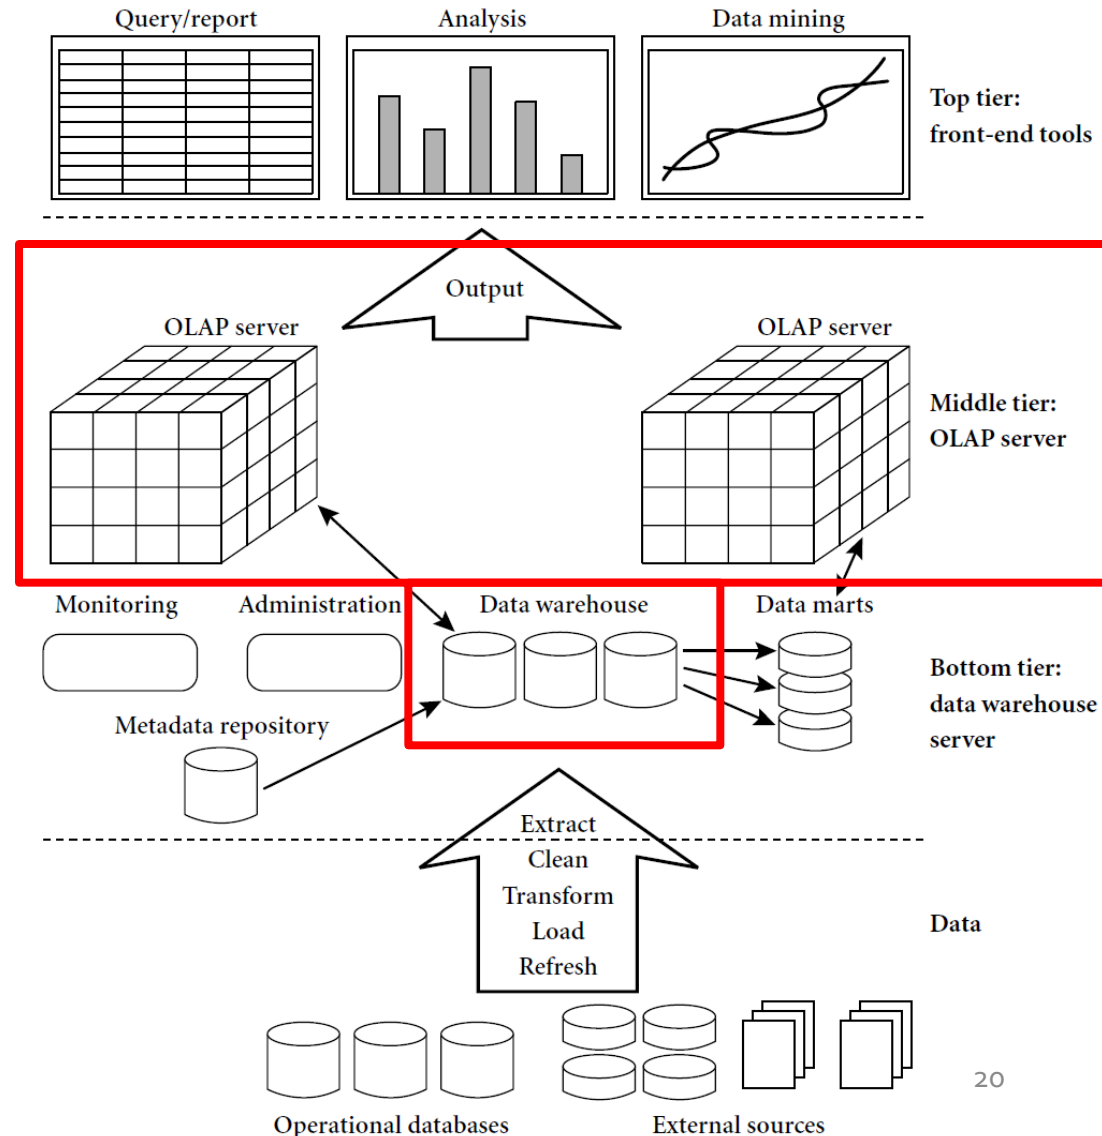 Query/report
Analysis
Data mining
Top tier:
front-end tools
Output
OLAP server
OLAP server
Middle tier:
OLAP server
Monitoring
Administration
Data warehouse
Data marts
Bottom tier:
data warehouse
server
Metadata repository
Extract
Clean
Transform
Load
Refresh
Data
20
Operational databases
External sources